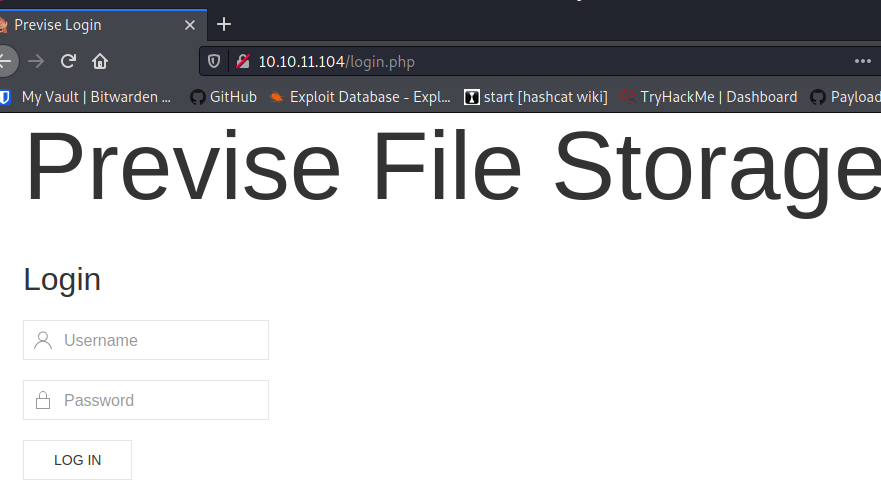 Previse Login
10.10.11.104/login.php
My Vault | Bitwarden ... GitHub Exploit Database - Expl... start [hashcat wiki] TryHackMe | Dashboard Payload
Previse File Storage
Login
Username
Password
LOG IN